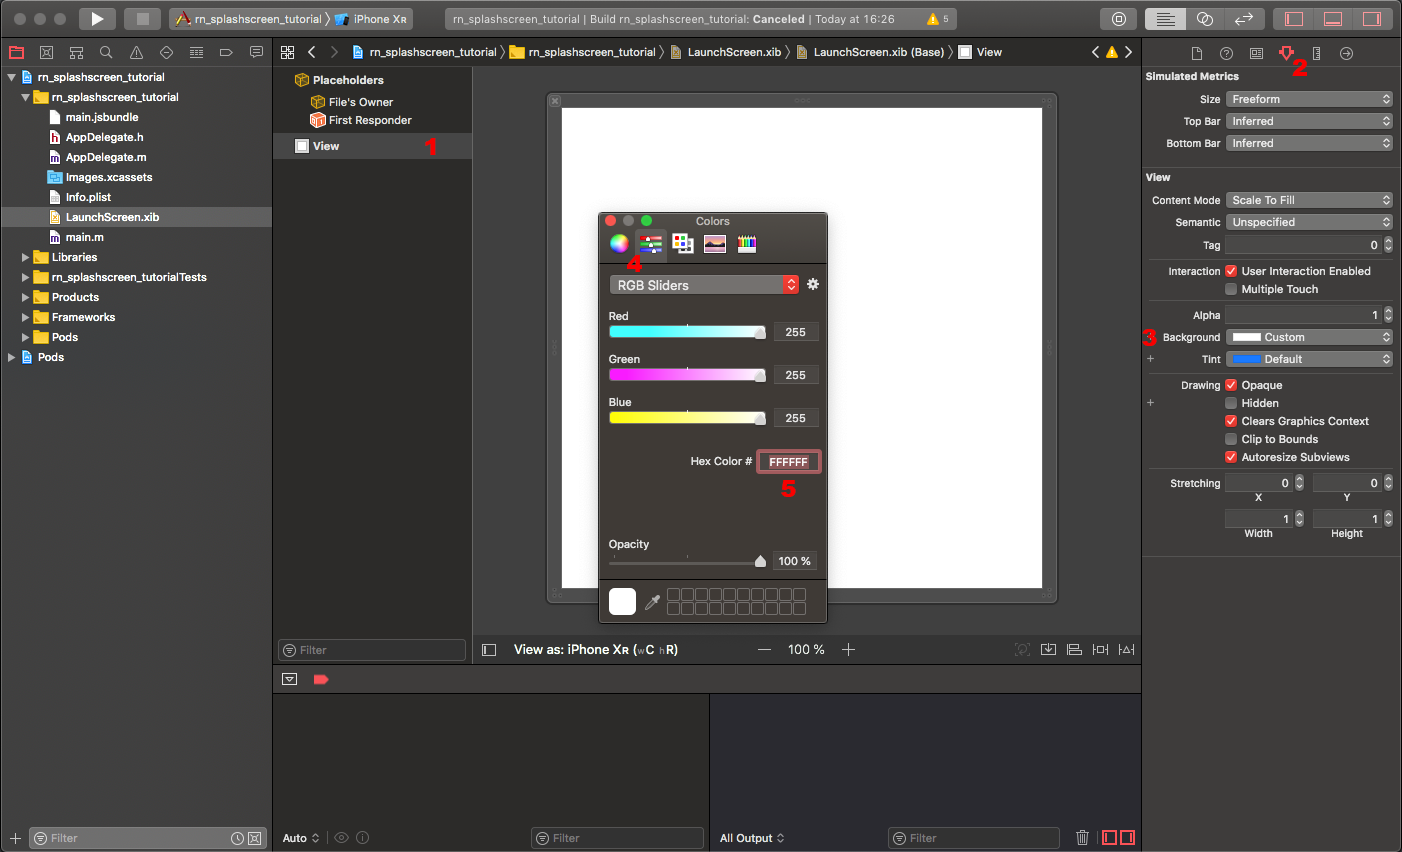 rn_splashscreen_tutorial 〉 iPhone XR
rn_splashscreen_tutorial | Build rn_splashscreen_tutorial: Canceled | Today at 16:26
5
rn_splashscreen_tutorial
rn_splashscreen_tutorial
main.jsbundle
AppDelegate.h
AppDelegate.m
Images.xcassets
Info.plist
LaunchScreen.xib
main.m
Libraries
rn_splashscreen_tutorialTests
Products
Frameworks
Pods
Pods
Filter
rn_splashscreen_tutorial 〉 rn_splashscreen_tutorial 〉 LaunchScreen.xib 〉 LaunchScreen.xib (Base) 〉 View
Placeholders
File's Owner
First Responder
View
1
Filter
Colors
4
RGB Sliders
Red
255
Green
255
Blue
255
Hex Color # FFFFFF
5
Opacity
100 %
View as: iPhone XR (wC hR)
100 %
Auto
Filter
All Output
Filter
2
Simulated Metrics
Size Freeform
Top Bar Inferred
Bottom Bar Inferred
View
Content Mode Scale To Fill
Semantic Unspecified
Tag 0
Interaction User Interaction Enabled
Multiple Touch
Alpha 1
3 Background Custom
+ Tint Default
Drawing Opaque
+ Hidden
Clears Graphics Context
Clip to Bounds
Autoresize Subviews
Stretching 0 0
X Y
1 1
Width Height